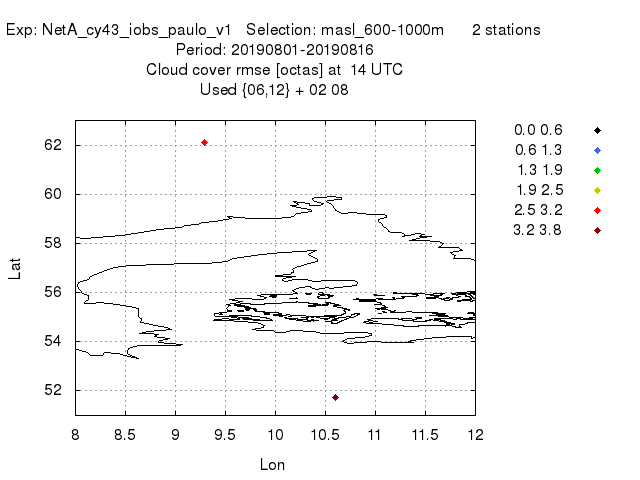 Exp: NetA_cy43_iobs_paulo_v1 Selection: masl_600-1000m 2 stations
Period: 20190801-20190816
Cloud cover rmse [octas] at 14 UTC
Used {06,12} + 02 08
0.0 0.6
0.6 1.3
1.3 1.9
1.9 2.5
2.5 3.2
3.2 3.8
62
60
58
56
54
52
Lat
8 8.5 9 9.5 10 10.5 11 11.5 12
Lon